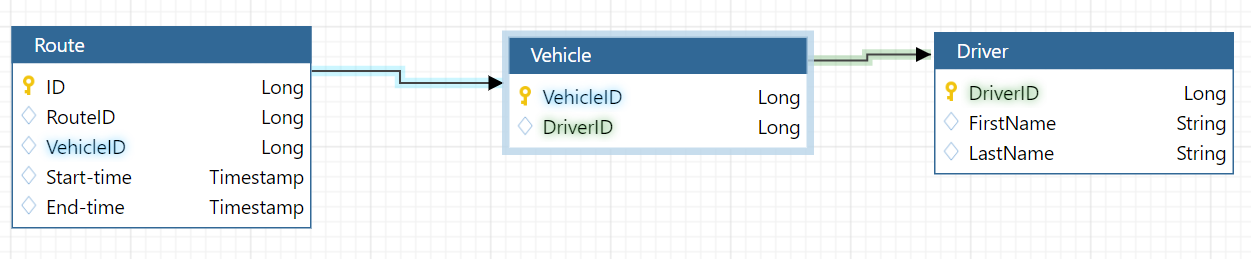 Route
ID Long
RouteID Long
VehicleID Long
Start-time Timestamp
End-time Timestamp
Vehicle
VehicleID Long
DriverID Long
Driver
DriverID Long
FirstName String
LastName String